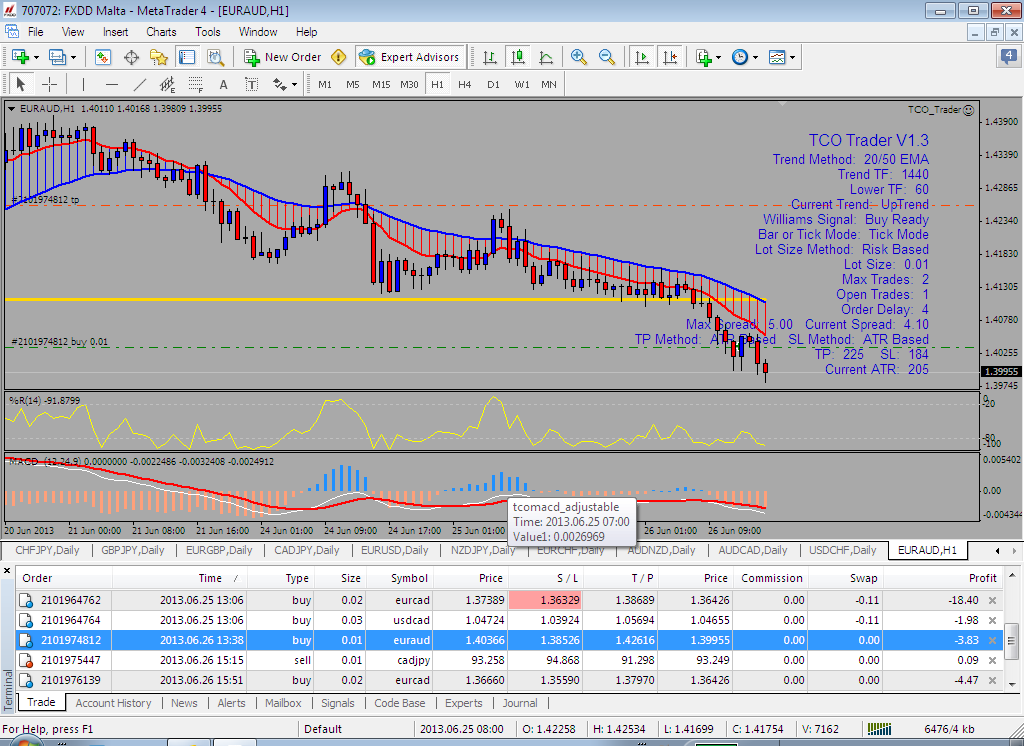 707072: FXDD Malta - MetaTrader 4 - [EURAUD,H1]
File View Insert Charts Tools Window Help
New Order Expert Advisors 4
A T M1 M5 M15 M30 H1 H4 D1 W1 MN
EURAUD,H1 1.40110 1.40168 1.39809 1.39955
TCO_Trader
1.43900
TCO Trader V1.3
Trend Method: 20/50 EMA
1.43390
Trend TF: 1440
Lower TF: 60
1.42865
#2101974812 tp
Current Trend: UpTrend
Williams Signal: Buy Ready
1.42340
Bar or Tick Mode: Tick Mode
Lot Size Method: Risk Based
1.41830
Lot Size: 0.01
Max Trades: 2
1.41305
Open Trades: 1
Order Delay: 4
1.40780
Max Spread: 5.00 Current Spread: 4.10
#2101974812 buy 0.01
TP Method: ATR Based SL Method: ATR Based
1.40255
TP: 225 SL: 184
Current ATR: 205
1.39955
1.39745
%R(14) -91.8799
0
-20
-80
-100
MACD (12,24,9) 0.0000000 -0.0022486 -0.0032408 -0.0024912
0.005402
0.00
-0.004344
tcomacd_adjustable
Time: 2013.06.25 07:00
Value1: 0.0026969
20 Jun 2013 21 Jun 00:00 21 Jun 08:00 21 Jun 16:00 24 Jun 01:00 24 Jun 09:00 24 Jun 17:00 25 Jun 01:00 26 Jun 01:00 26 Jun 09:00
CHFJPY,Daily GBPJPY,Daily EURGBP,Daily CADJPY,Daily EURUSD,Daily NZDJPY,Daily EURCHF,Daily AUDNZD,Daily AUDCAD,Daily USDCHF,Daily EURAUD,H1
Order Time / Type Size Symbol Price S / L T / P Price Commission Swap Profit
2101964762 2013.06.25 13:06 buy 0.02 eurcad 1.37389 1.36329 1.38689 1.36426 0.00 -0.11 -18.40
2101964764 2013.06.25 13:06 buy 0.03 usdcad 1.04724 1.03924 1.05694 1.04655 0.00 -0.11 -1.98
2101974812 2013.06.26 13:38 buy 0.01 euraud 1.40366 1.38526 1.42616 1.39955 0.00 0.00 -3.83
2101975447 2013.06.26 15:15 sell 0.01 cadjpy 93.258 94.868 91.298 93.249 0.00 0.00 0.09
2101976139 2013.06.26 15:51 buy 0.02 eurcad 1.36660 1.35590 1.37970 1.36426 0.00 0.00 -4.47
Terminal
Trade Account History News Alerts Mailbox Signals Code Base Experts Journal
For Help, press F1 Default 2013.06.25 08:00 O: 1.42258 H: 1.42534 L: 1.41699 C: 1.41754 V: 7162 6476/4 kb